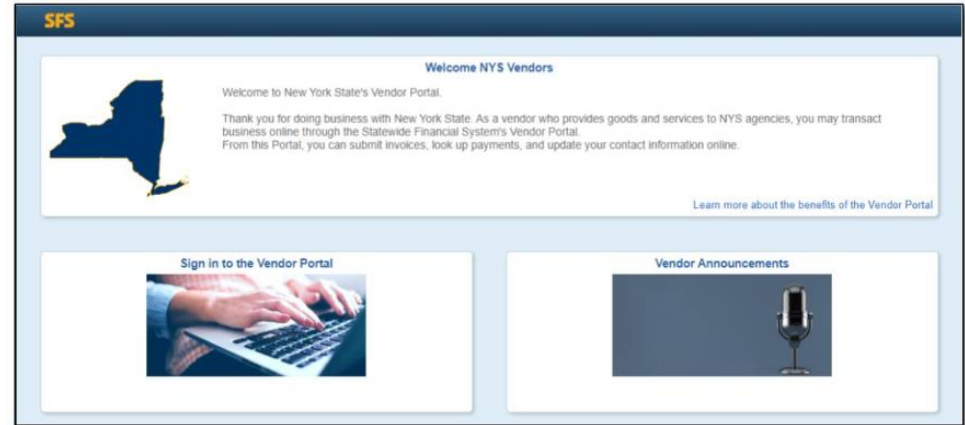 SFS
Welcome NYS Vendors
Welcome to New York State's Vendor Portal.
Thank you for doing business with New York State. As a vendor who provides goods and services to NYS agencies, you may transact
business online through the Statewide Financial System's Vendor Portal.
From this Portal, you can submit invoices, look up payments, and update your contact information online.
Learn more about the benefits of the Vendor Portal
Sign in to the Vendor Portal
Vendor Announcements